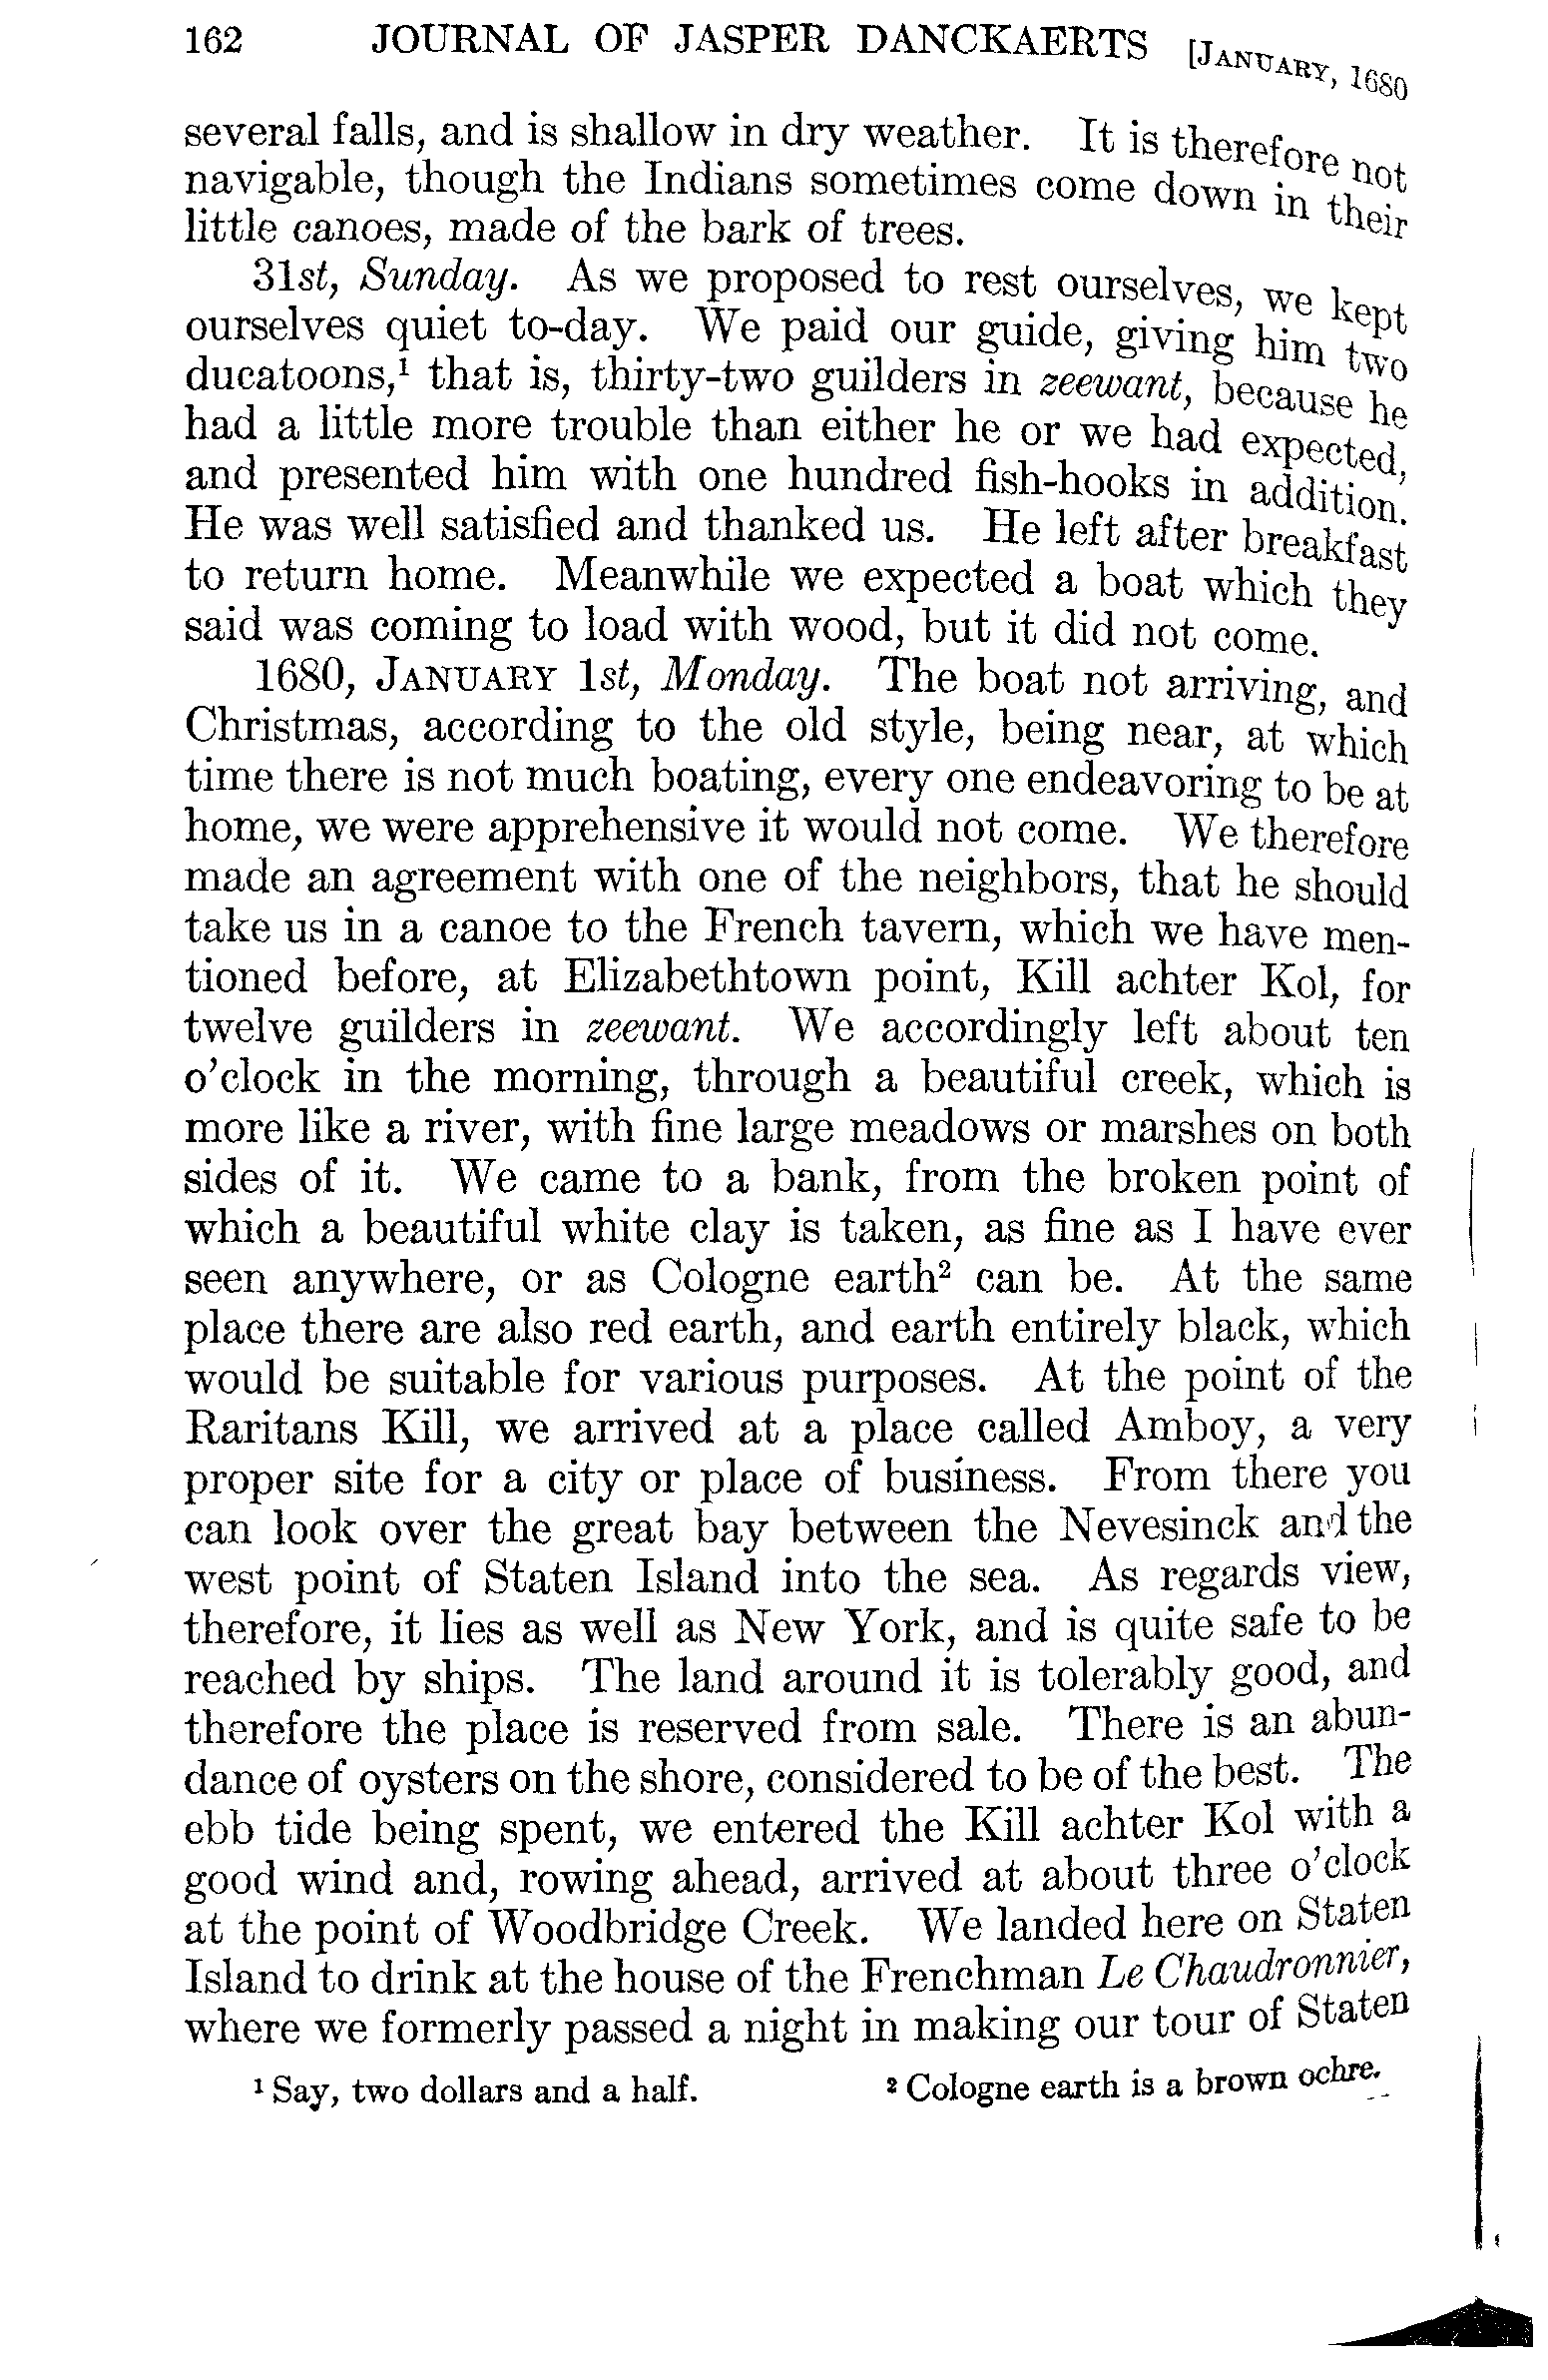 162 JOURNAL OF JASPER DANCKAERTS [JANUARY, 1680
several falls, and is shallow in dry weather. It is therefore not
navigable, though the Indians sometimes come down in their
little canoes, made of the bark of trees.
31st, Sunday. As we proposed to rest ourselves, we kept
ourselves quiet to-day. We paid our guide, giving him two
ducatoons,¹ that is, thirty-two guilders in zeewant, because he
had a little more trouble than either he or we had expected,
and presented him with one hundred fish-hooks in addition.
He was well satisfied and thanked us. He left after breakfast
to return home. Meanwhile we expected a boat which they
said was coming to load with wood, but it did not come.
1680, JANUARY 1st, Monday. The boat not arriving, and
Christmas, according to the old style, being near, at which
time there is not much boating, every one endeavoring to be at
home, we were apprehensive it would not come. We therefore
made an agreement with one of the neighbors, that he should
take us in a canoe to the French tavern, which we have men-
tioned before, at Elizabethtown point, Kill achter Kol, for
twelve guilders in zeewant. We accordingly left about ten
o'clock in the morning, through a beautiful creek, which is
more like a river, with fine large meadows or marshes on both
sides of it. We came to a bank, from the broken point of
which a beautiful white clay is taken, as fine as I have ever
seen anywhere, or as Cologne earth² can be. At the same
place there are also red earth, and earth entirely black, which
would be suitable for various purposes. At the point of the
Raritans Kill, we arrived at a place called Amboy, a very
proper site for a city or place of business. From there you
can look over the great bay between the Nevesinck and the
west point of Staten Island into the sea. As regards view,
therefore, it lies as well as New York, and is quite safe to be
reached by ships. The land around it is tolerably good, and
therefore the place is reserved from sale. There is an abun-
dance of oysters on the shore, considered to be of the best. The
ebb tide being spent, we entered the Kill achter Kol with a
good wind and, rowing ahead, arrived at about three o'clock
at the point of Woodbridge Creek. We landed here on Staten
Island to drink at the house of the Frenchman Le Chaudronnier,
where we formerly passed a night in making our tour of Staten
¹ Say, two dollars and a half. ² Cologne earth is a brown ochre.